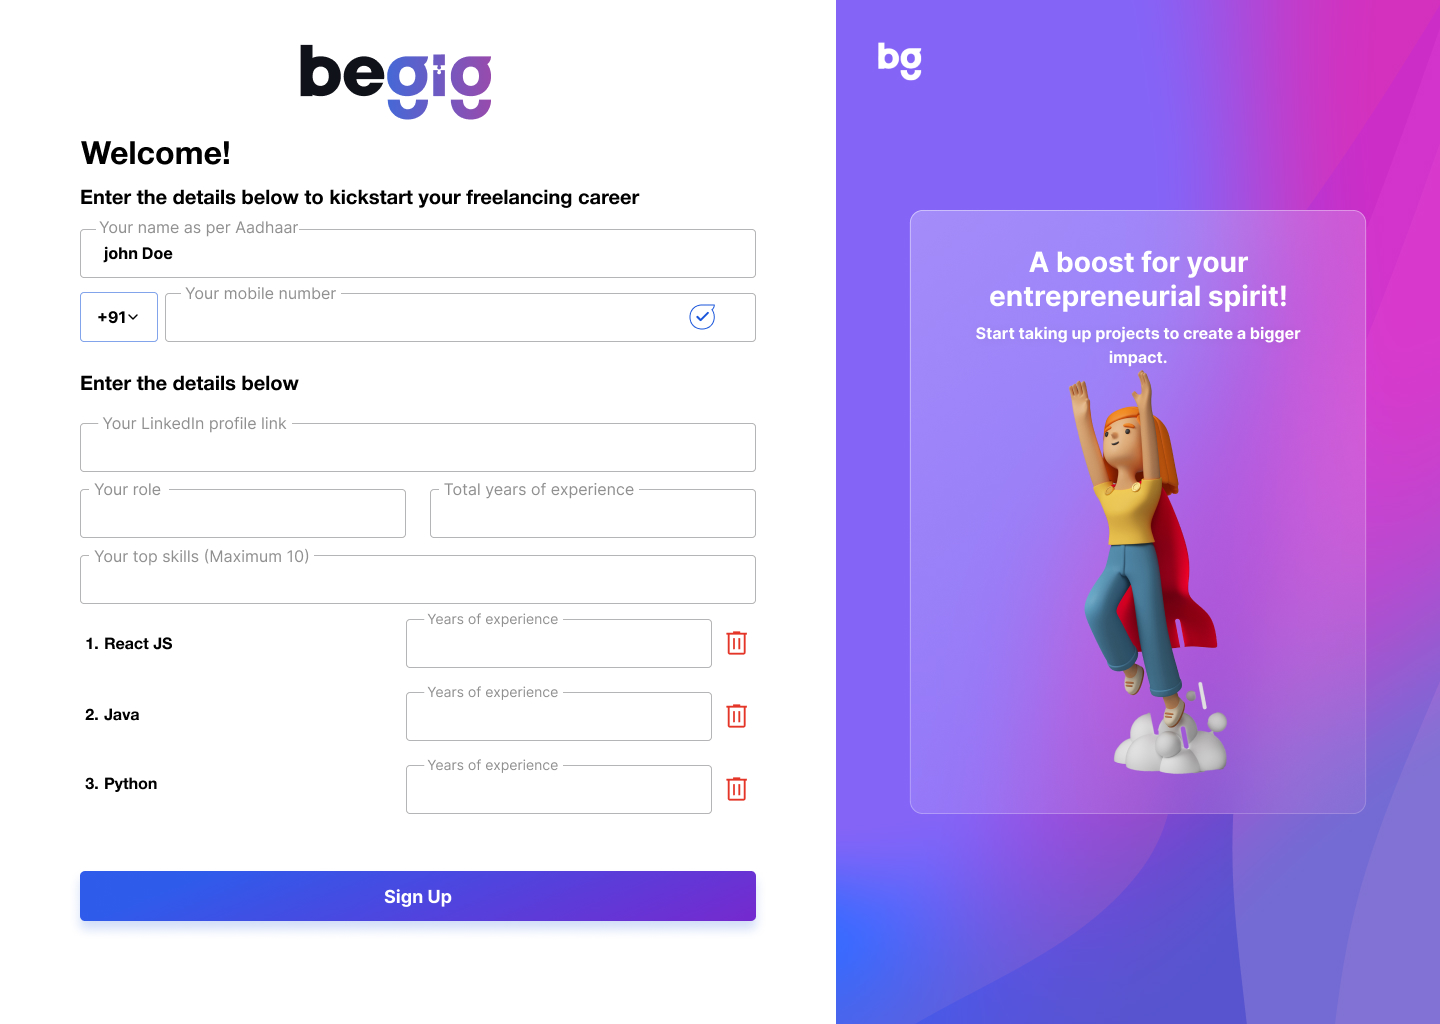 begig
Welcome!
Enter the details below to kickstart your freelancing career
Your name as per Aadhaar
john Doe
+91
Your mobile number
Enter the details below
Your LinkedIn profile link
Your role
Total years of experience
Your top skills (Maximum 10)
1. React JS
Years of experience
2. Java
Years of experience
3. Python
Years of experience
Sign Up
bg
A boost for your
entrepreneurial spirit!
Start taking up projects to create a bigger
impact.